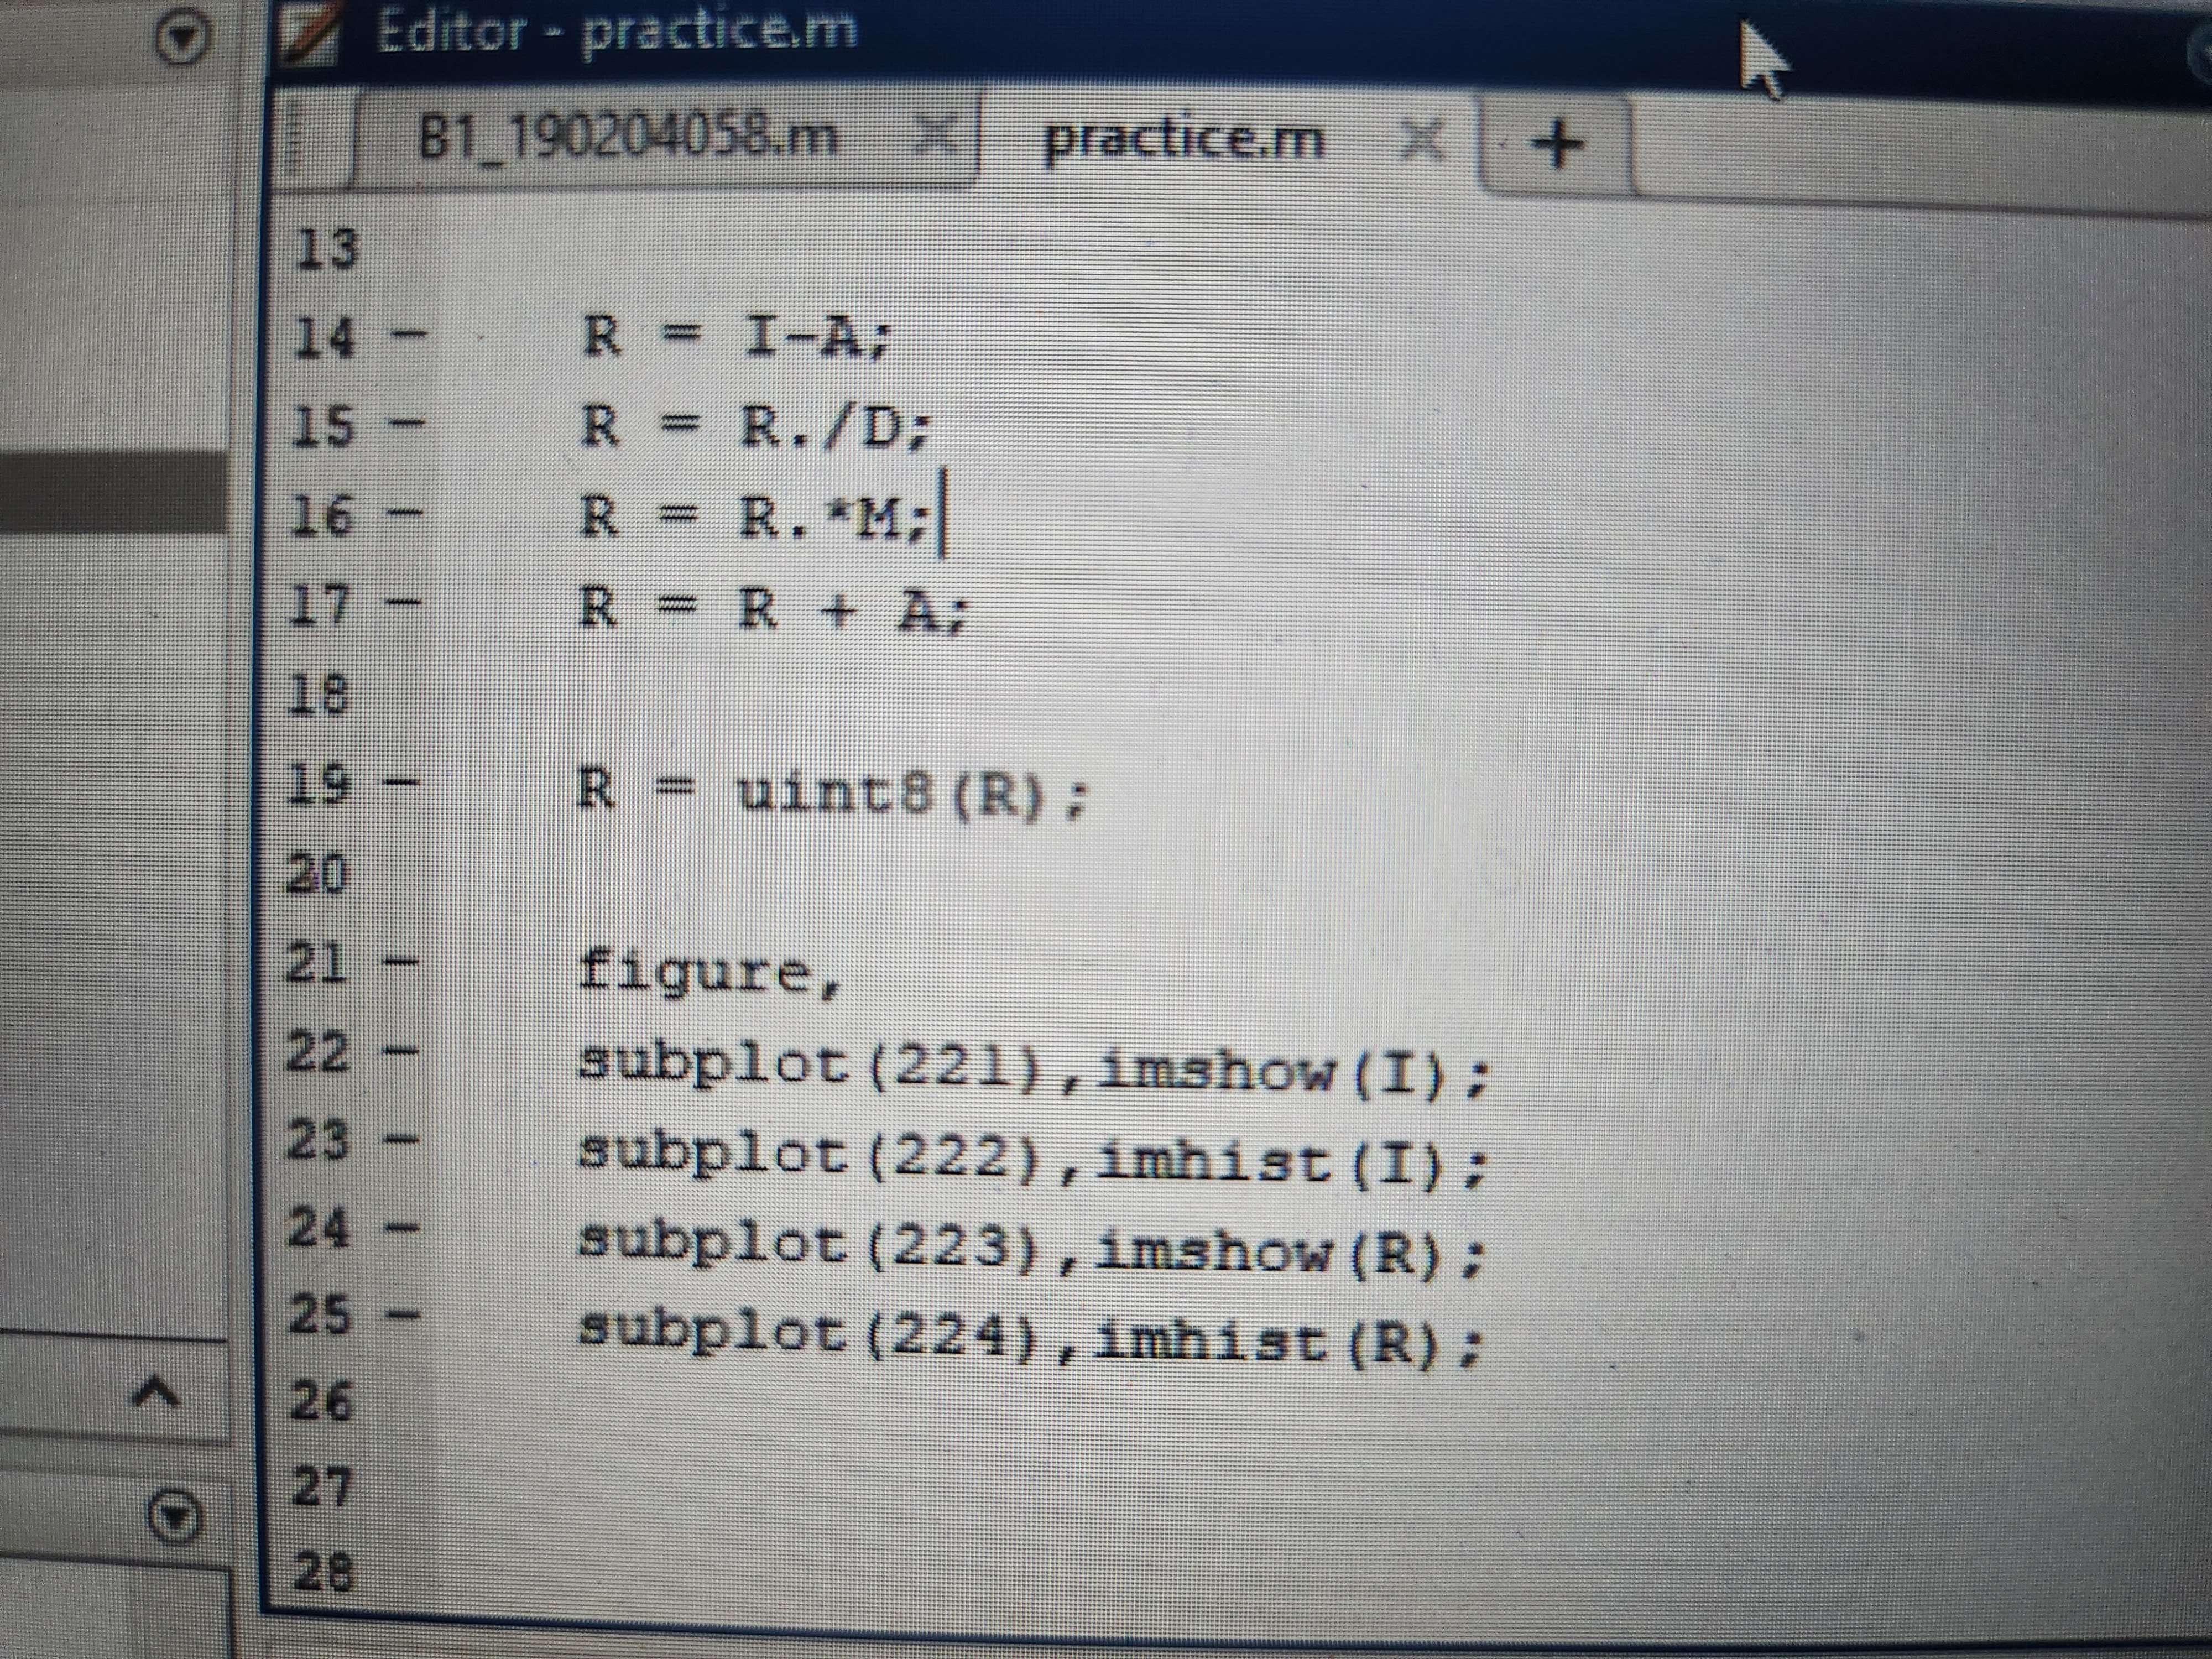 Editor - practice.m
B1_190204058.m practice.m +
13
14 - R = I-A;
15 - R = R./D;
16 - R = R.*M;
17 - R = R + A;
18
19 - R = uint8(R);
20
21 - figure,
22 - subplot(221),imshow(I);
23 - subplot(222),imhist(I);
24 - subplot(223),imshow(R);
25 - subplot(224),imhist(R);
26
27
28